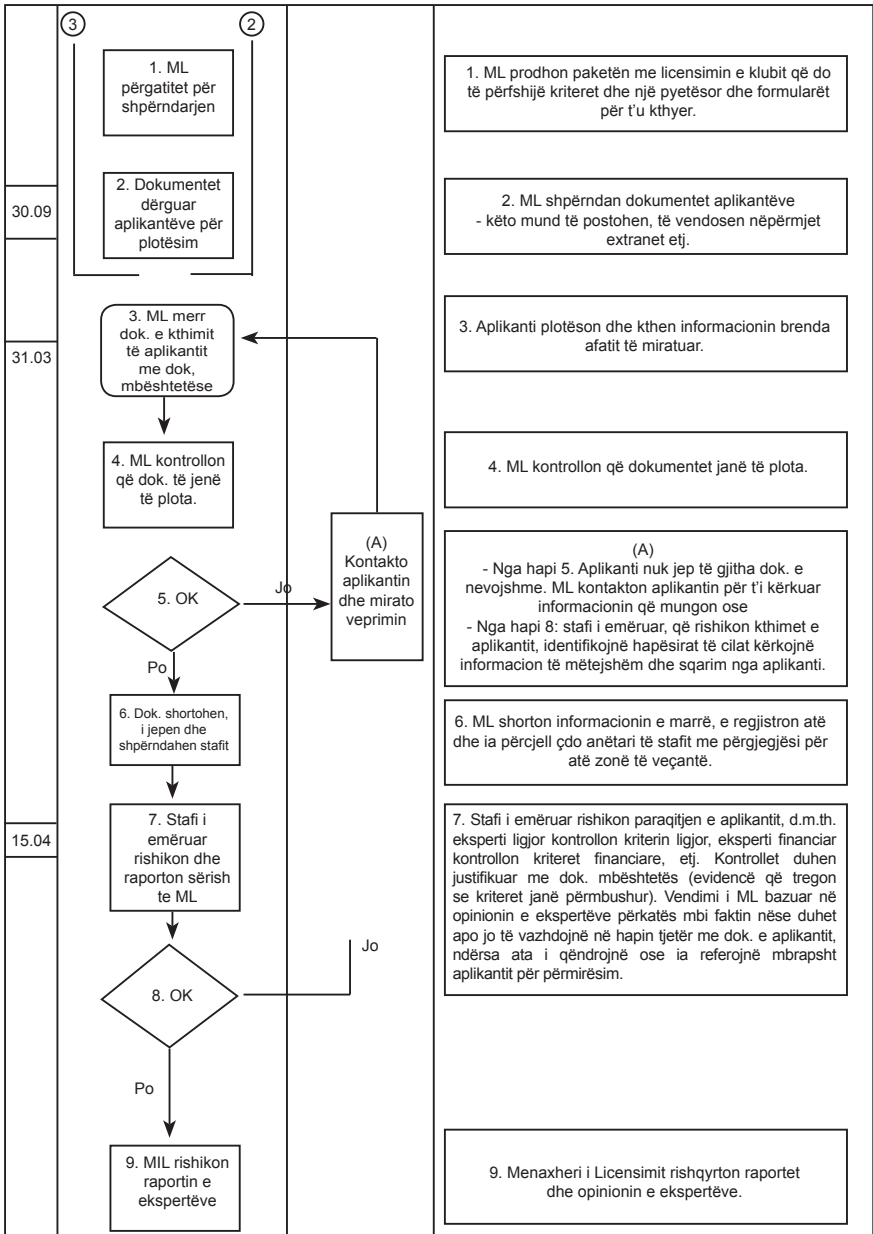 3
2
1. ML
përgatitet për
shpërndarjen
1. ML prodhon paketën me licensimin e klubit që do
të përfshijë kriteret dhe një pyetësor dhe formularët
për t'u kthyer.
30.09
2. Dokumentet
dërguar
aplikantëve për
plotësim
2. ML shpërndan dokumentet aplikantëve
- këto mund të postohen, të vendosen nëpërmjet
extranet etj.
31.03
3. ML merr
dok. e kthimit
të aplikantit
me dok,
mbështetëse
3. Aplikanti plotëson dhe kthen informacionin brenda
afatit të miratuar.
4. ML kontrollon
që dok. të jenë
të plota.
4. ML kontrollon që dokumentet janë të plota.
5. OK
Jo
Po
(A)
Kontakto
aplikantin
dhe mirato
veprimin
(A)
- Nga hapi 5. Aplikanti nuk jep të gjitha dok. e
nevojshme. ML kontakton aplikantin për t'i kërkuar
informacionin që mungon ose
- Nga hapi 8: stafi i emëruar, që rishikon kthimet e
aplikantit, identifikojnë hapësirat të cilat kërkojnë
informacion të mëtejshëm dhe sqarim nga aplikanti.
6. Dok. shortohen,
i jepen dhe
shpërndahen stafit
6. ML shorton informacionin e marrë, e regjistron atë
dhe ia përcjell çdo anëtari të stafit me përgjegjësi për
atë zonë të veçantë.
15.04
7. Stafi i
emëruar
rishikon dhe
raporton sërish
te ML
7. Stafi i emëruar rishikon paraqitjen e aplikantit, d.m.th.
eksperti ligjor kontrollon kriterin ligjor, eksperti financiar
kontrollon kriteret financiare, etj. Kontrollet duhen
justifikuar me dok. mbështetës (evidencë që tregon
se kriteret janë përmbushur). Vendimi i ML bazuar në
opinionin e ekspertëve përkatës mbi faktin nëse duhet
apo jo të vazhdojnë në hapin tjetër me dok. e aplikantit,
ndërsa ata i qëndrojnë ose ia referojnë mbrapsht
aplikantit për përmirësim.
8. OK
Jo
Po
9. MIL rishikon
raportin e
ekspertëve
9. Menaxheri i Licensimit rishqyrton raportet
dhe opinionin e ekspertëve.